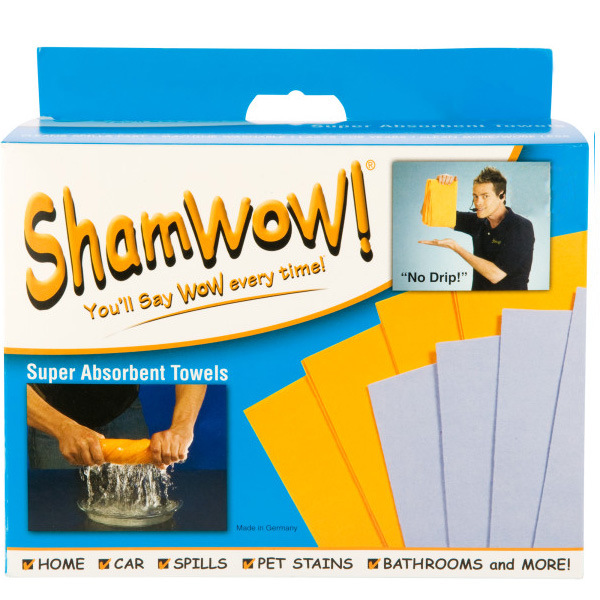 Super Absorbent Towels
ShamWow!®
You'll Say WOW every time!
"No Drip!"
Super Absorbent Towels
Made in Germany
HOME CAR SPILLS PET STAINS BATHROOMS and MORE!